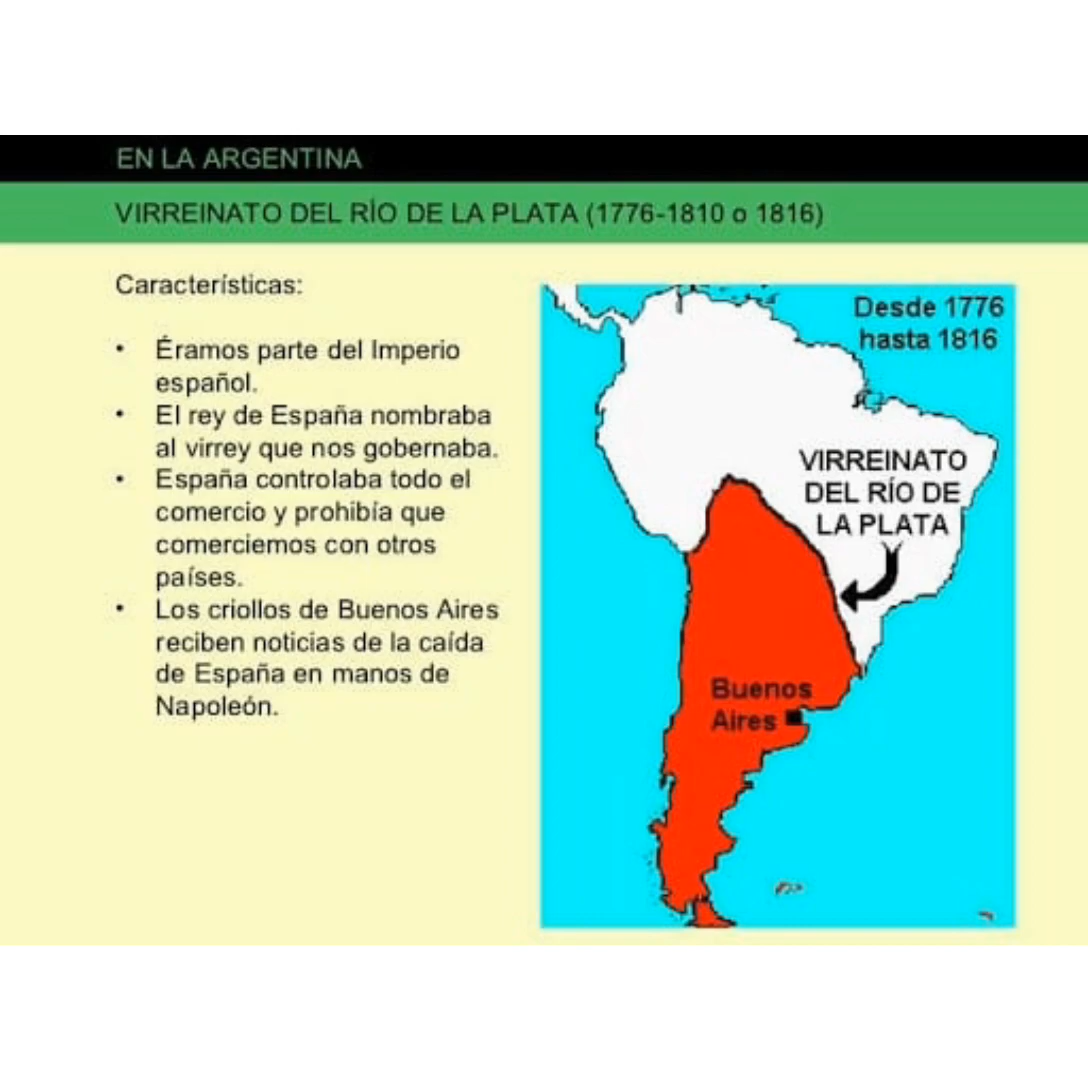 EN LA ARGENTINA
VIRREINATO DEL RÍO DE LA PLATA (1776-1810 o 1816)
Características:
• Éramos parte del Imperio
español.
• El rey de España nombraba
al virrey que nos gobernaba.
• España controlaba todo el
comercio y prohibía que
comerciemos con otros
países.
• Los criollos de Buenos Aires
reciben noticias de la caída
de España en manos de
Napoleón.
Desde 1776
hasta 1816
VIRREINATO
DEL RÍO DE
LA PLATA
Buenos
Aires